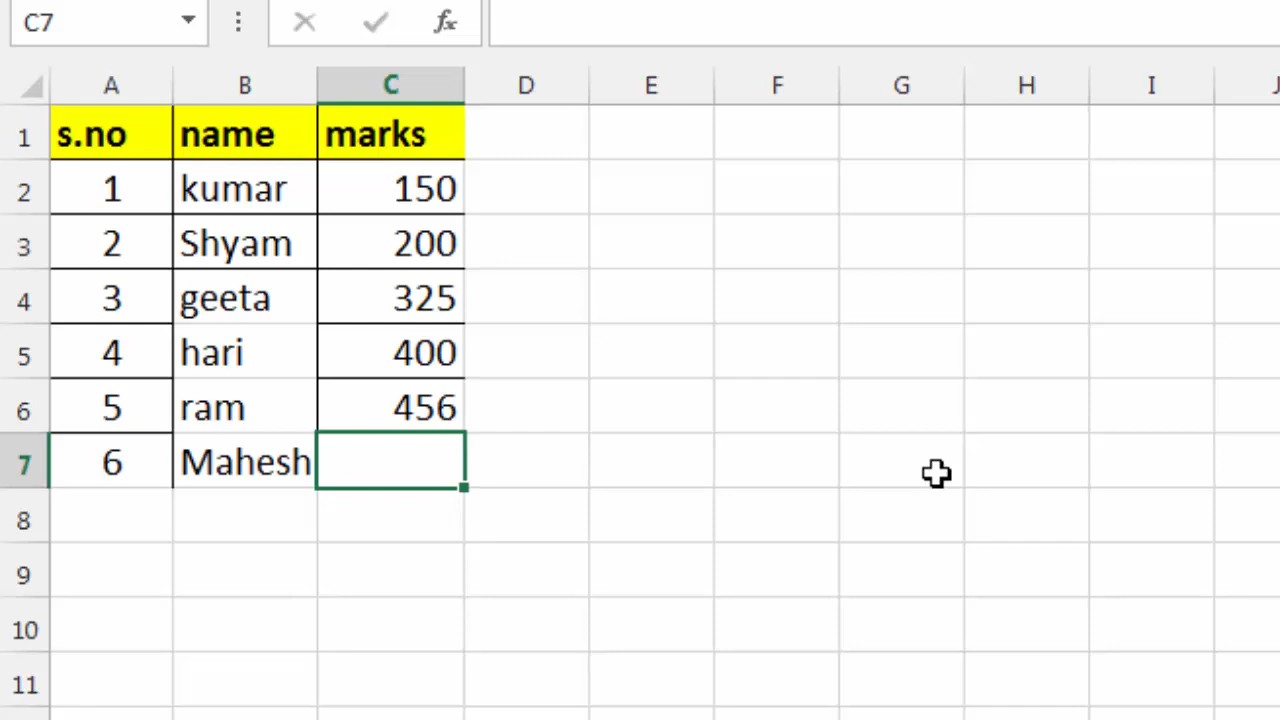 C7 fx
A B C D E F G H I
1 s.no name marks
2 1 kumar 150
3 2 Shyam 200
4 3 geeta 325
5 4 hari 400
6 5 ram 456
7 6 Mahesh
8
9
10
11